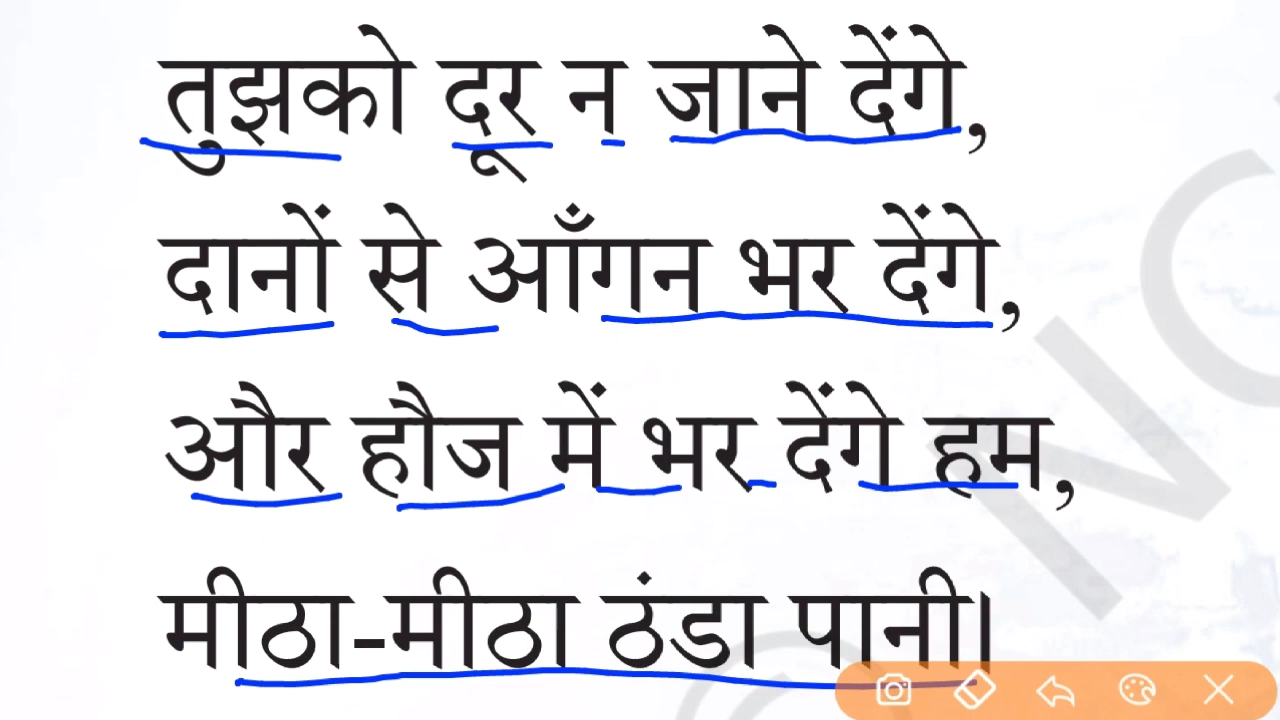 तुझको दूर न जाने देंगे,
दानों से आँगन भर देंगे,
और हौज में भर देंगे हम,
मीठा-मीठा ठंडा पानी।